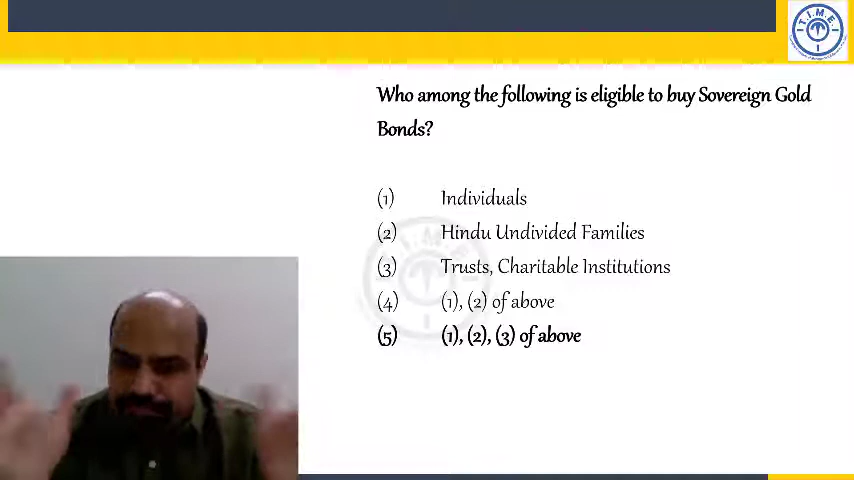 T.I.M.E.
Who among the following is eligible to buy Sovereign Gold
Bonds?
(1) Individuals
(2) Hindu Undivided Families
(3) Trusts, Charitable Institutions
(4) (1), (2) of above
(5) (1), (2), (3) of above